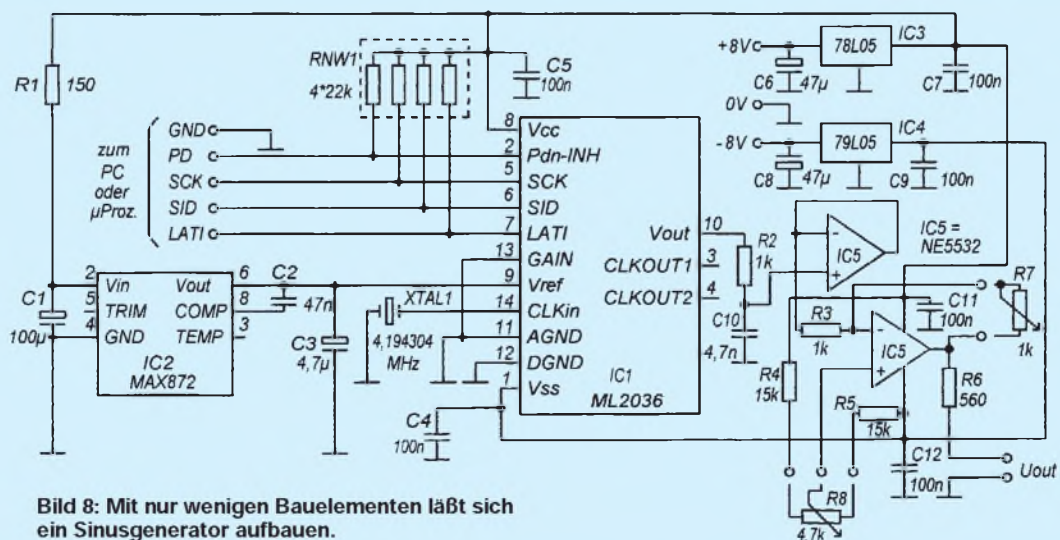 R1
150
RNW1
4*22k
C5
100n
+8V
78L05
IC3
C6
47µ
C7
100n
0V
-8V
79L05
IC4
C8
47µ
C9
100n
zum
PC
oder
µProz.
GND
PD
SCK
SID
LATI
8
Vcc
2
Pdn-INH
5
SCK
6
SID
7
LATI
13
GAIN
9
Vref
14
CLKin
11
AGND
12
DGND
1
Vss
Vout
10
CLKOUT1
3
CLKOUT2
4
IC1
ML2036
R2
1k
C10
4,7n
-
+
IC5
IC5 =
NE5532
R3
1k
R4
15k
-
+
IC5
C11
100n
R7
1k
R5
15k
R6
560
C12
100n
Uout
R8
4,7k
C1
100µ
2
Vin
5
TRIM
4
GND
Vout
6
COMP
8
TEMP
3
IC2
MAX872
C2
47n
C3
4,7µ
XTAL1
4,194304
MHz
C4
100n
Bild 8: Mit nur wenigen Bauelementen läßt sich
ein Sinusgenerator aufbauen.